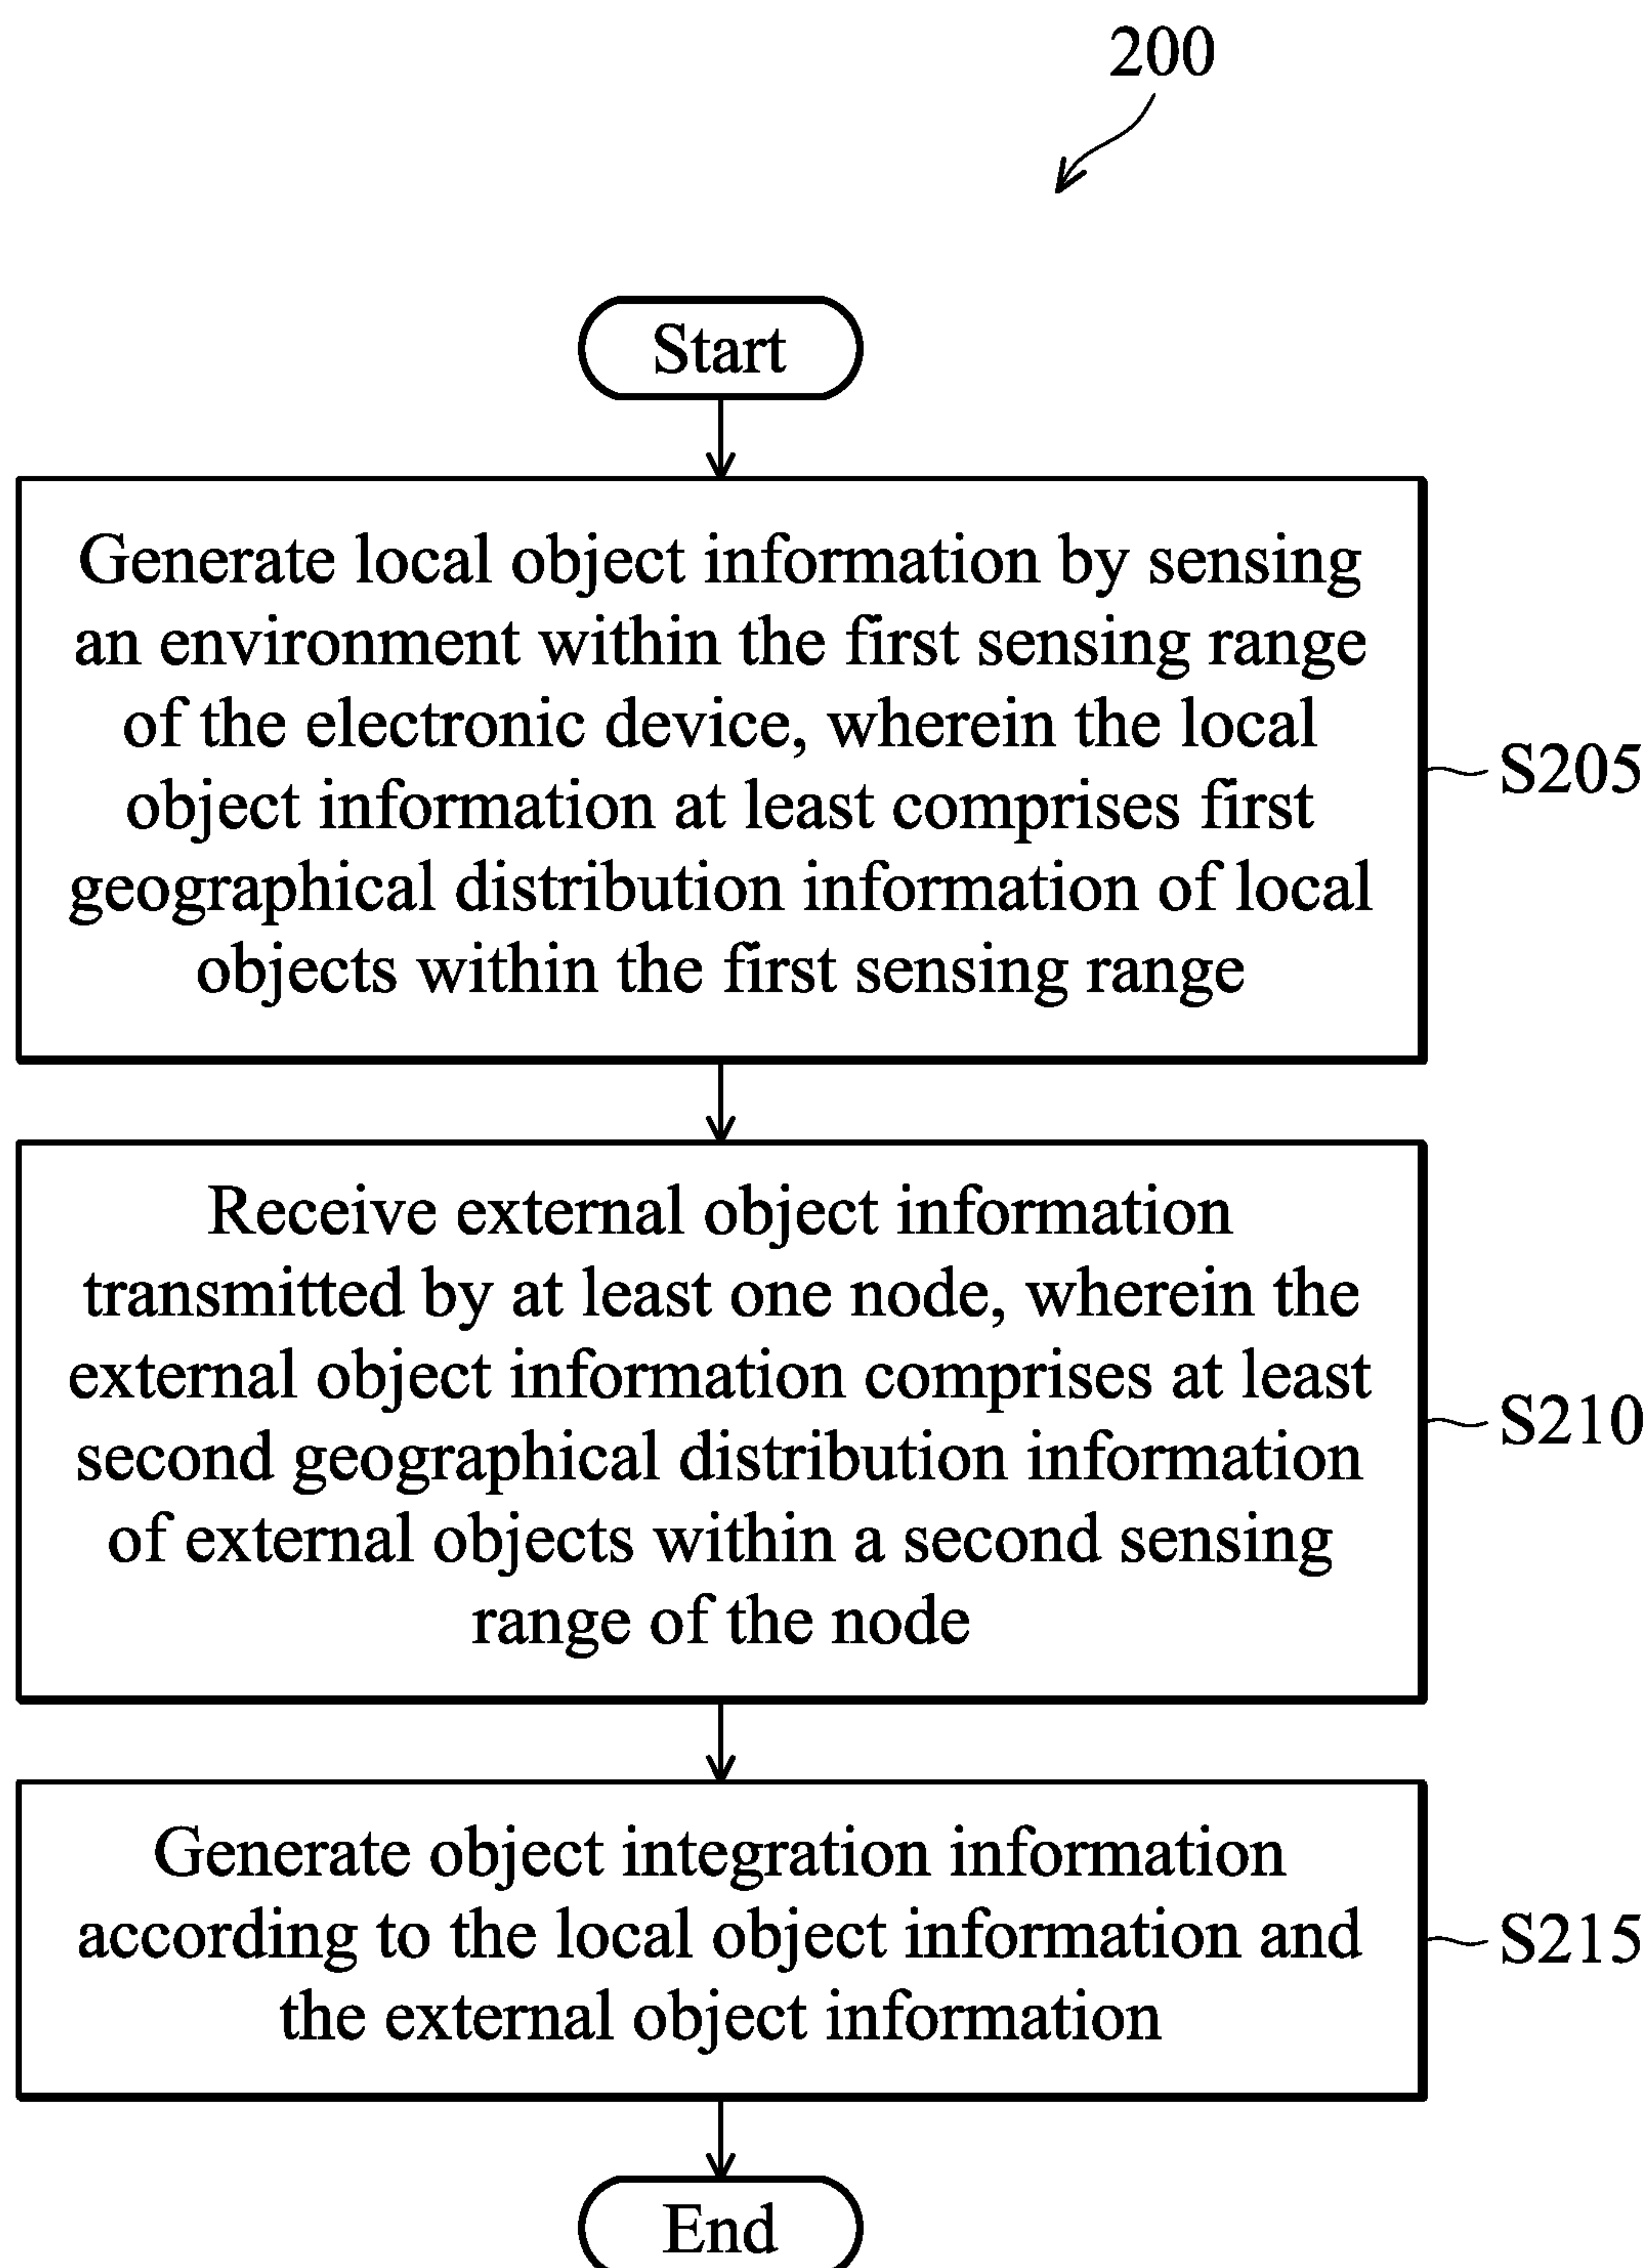 200
Start
Generate local object information by sensing
an environment within the first sensing range
of the electronic device, wherein the local
object information at least comprises first
geographical distribution information of local
objects within the first sensing range
S205
Receive external object information
transmitted by at least one node, wherein the
external object information comprises at least
second geographical distribution information
of external objects within a second sensing
range of the node
S210
Generate object integration information
according to the local object information and
the external object information
S215
End